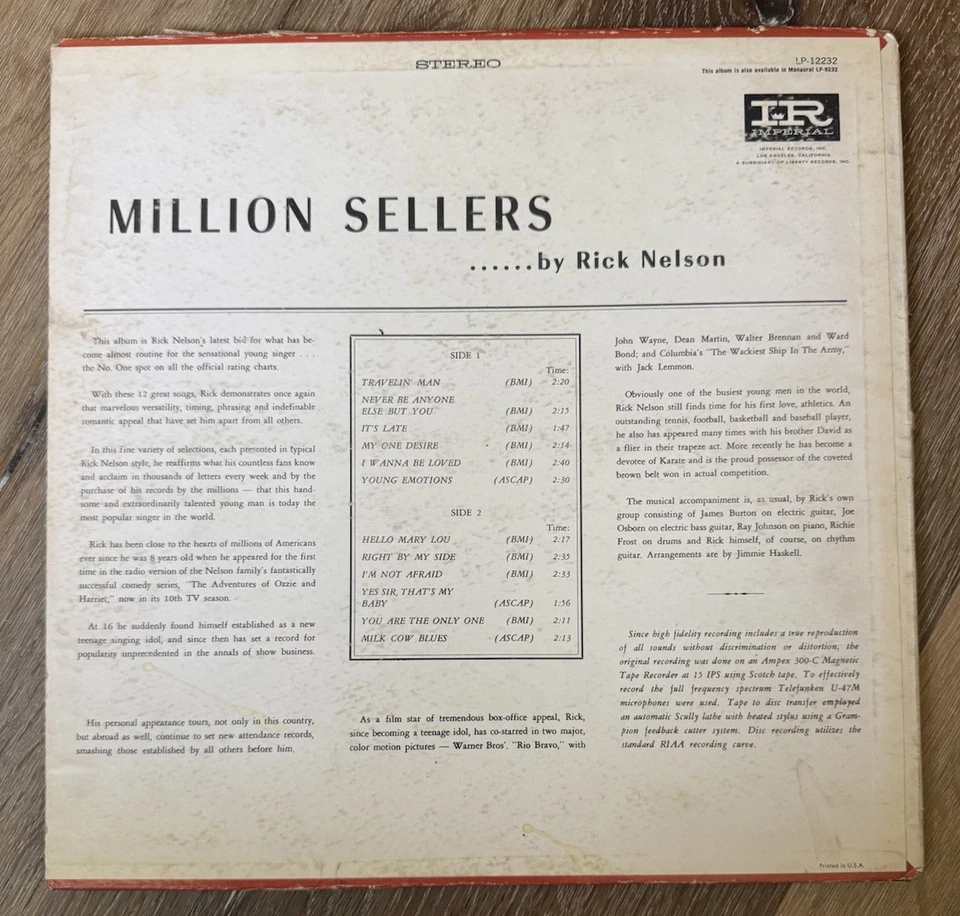 STEREO
LP-12232
This album is also available in Monaural LP-9232
IR
IMPERIAL
IMPERIAL RECORDS, INC.
LOS ANGELES, CALIFORNIA
A SUBSIDIARY OF LIBERTY RECORDS, INC.
MILLION SELLERS
......by Rick Nelson
This album is Rick Nelson's latest bid for what has be-
come almost routine for the sensational young singer . . .
the No. One spot on all the official rating charts.
With these 12 great songs, Rick demonstrates once again
that marvelous versatility, timing, phrasing and indefinable
romantic appeal that have set him apart from all others.
In this fine variety of selections, each presented in typical
Rick Nelson style, he reaffirms what his countless fans know
and acclaim in thousands of letters every week and by the
purchase of his records by the millions — that this hand-
some and extraordinarily talented young man is today the
most popular singer in the world.
Rick has been close to the hearts of millions of Americans
ever since he was 8 years old when he appeared for the first
time in the radio version of the Nelson family's fantastically
successful comedy series, "The Adventures of Ozzie and
Harriet," now in its 10th TV season.
At 16 he suddenly found himself established as a new
teenage singing idol, and since then has set a record for
popularity unprecedented in the annals of show business.
His personal appearance tours, not only in this country,
but abroad as well, continue to set new attendance records,
smashing those established by all others before him.
SIDE 1
Time:
TRAVELIN' MAN (BMI) 2:20
NEVER BE ANYONE
ELSE BUT YOU (BMI) 2:15
IT'S LATE (BMI) 1:47
MY ONE DESIRE (BMI) 2:14
I WANNA BE LOVED (BMI) 2:40
YOUNG EMOTIONS (ASCAP) 2:30
SIDE 2
Time:
HELLO MARY LOU (BMI) 2:17
RIGHT BY MY SIDE (BMI) 2:35
I'M NOT AFRAID (BMI) 2:33
YES SIR, THAT'S MY
BABY (ASCAP) 1:56
YOU ARE THE ONLY ONE (BMI) 2:11
MILK COW BLUES (ASCAP) 2:13
As a film star of tremendous box-office appeal, Rick,
since becoming a teenage idol, has co-starred in two major,
color motion pictures — Warner Bros'. "Rio Bravo," with
John Wayne, Dean Martin, Walter Brennan and Ward
Bond; and Columbia's "The Wackiest Ship In The Army,"
with Jack Lemmon.
Obviously one of the busiest young men in the world,
Rick Nelson still finds time for his first love, athletics. An
outstanding tennis, football, basketball and baseball player,
he also has appeared many times with his brother David as
a flier in their trapeze act. More recently he has become a
devotee of Karate and is the proud possessor of the coveted
brown belt won in actual competition.
The musical accompaniment is, as usual, by Rick's own
group consisting of James Burton on electric guitar, Joe
Osborn on electric bass guitar, Ray Johnson on piano, Richie
Frost on drums and Rick himself, of course, on rhythm
guitar. Arrangements are by Jimmie Haskell.
Since high fidelity recording includes a true reproduction
of all sounds without discrimination or distortion, the
original recording was done on an Ampex 300-C Magnetic
Tape Recorder at 15 IPS using Scotch tape. To effectively
record the full frequency spectrum Telefunken U-47M
microphones were used. Tape to disc transfer employed
an automatic Scully lathe with heated stylus using a Gram-
pion feedback cutter system. Disc recording utilizes the
standard RIAA recording curve.
Printed in U.S.A.